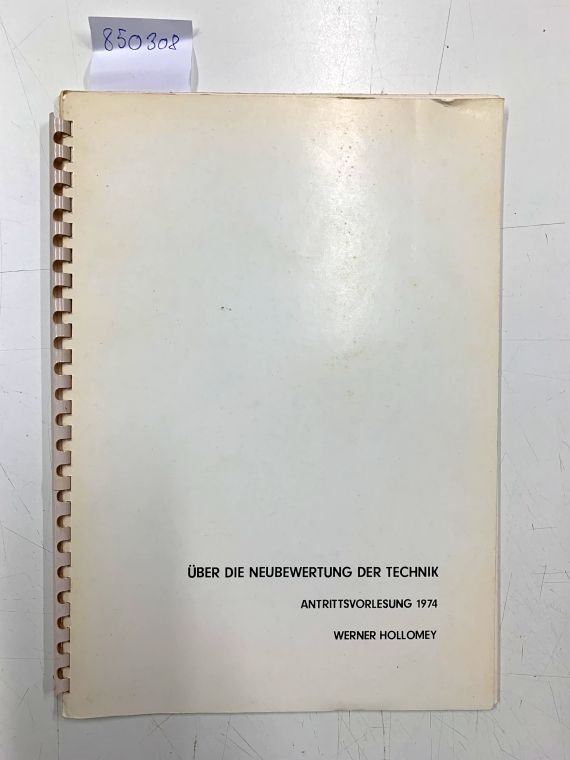 850308
ÜBER DIE NEUBEWERTUNG DER TECHNIK
ANTRITTSVORLESUNG 1974
WERNER HOLLOMEY